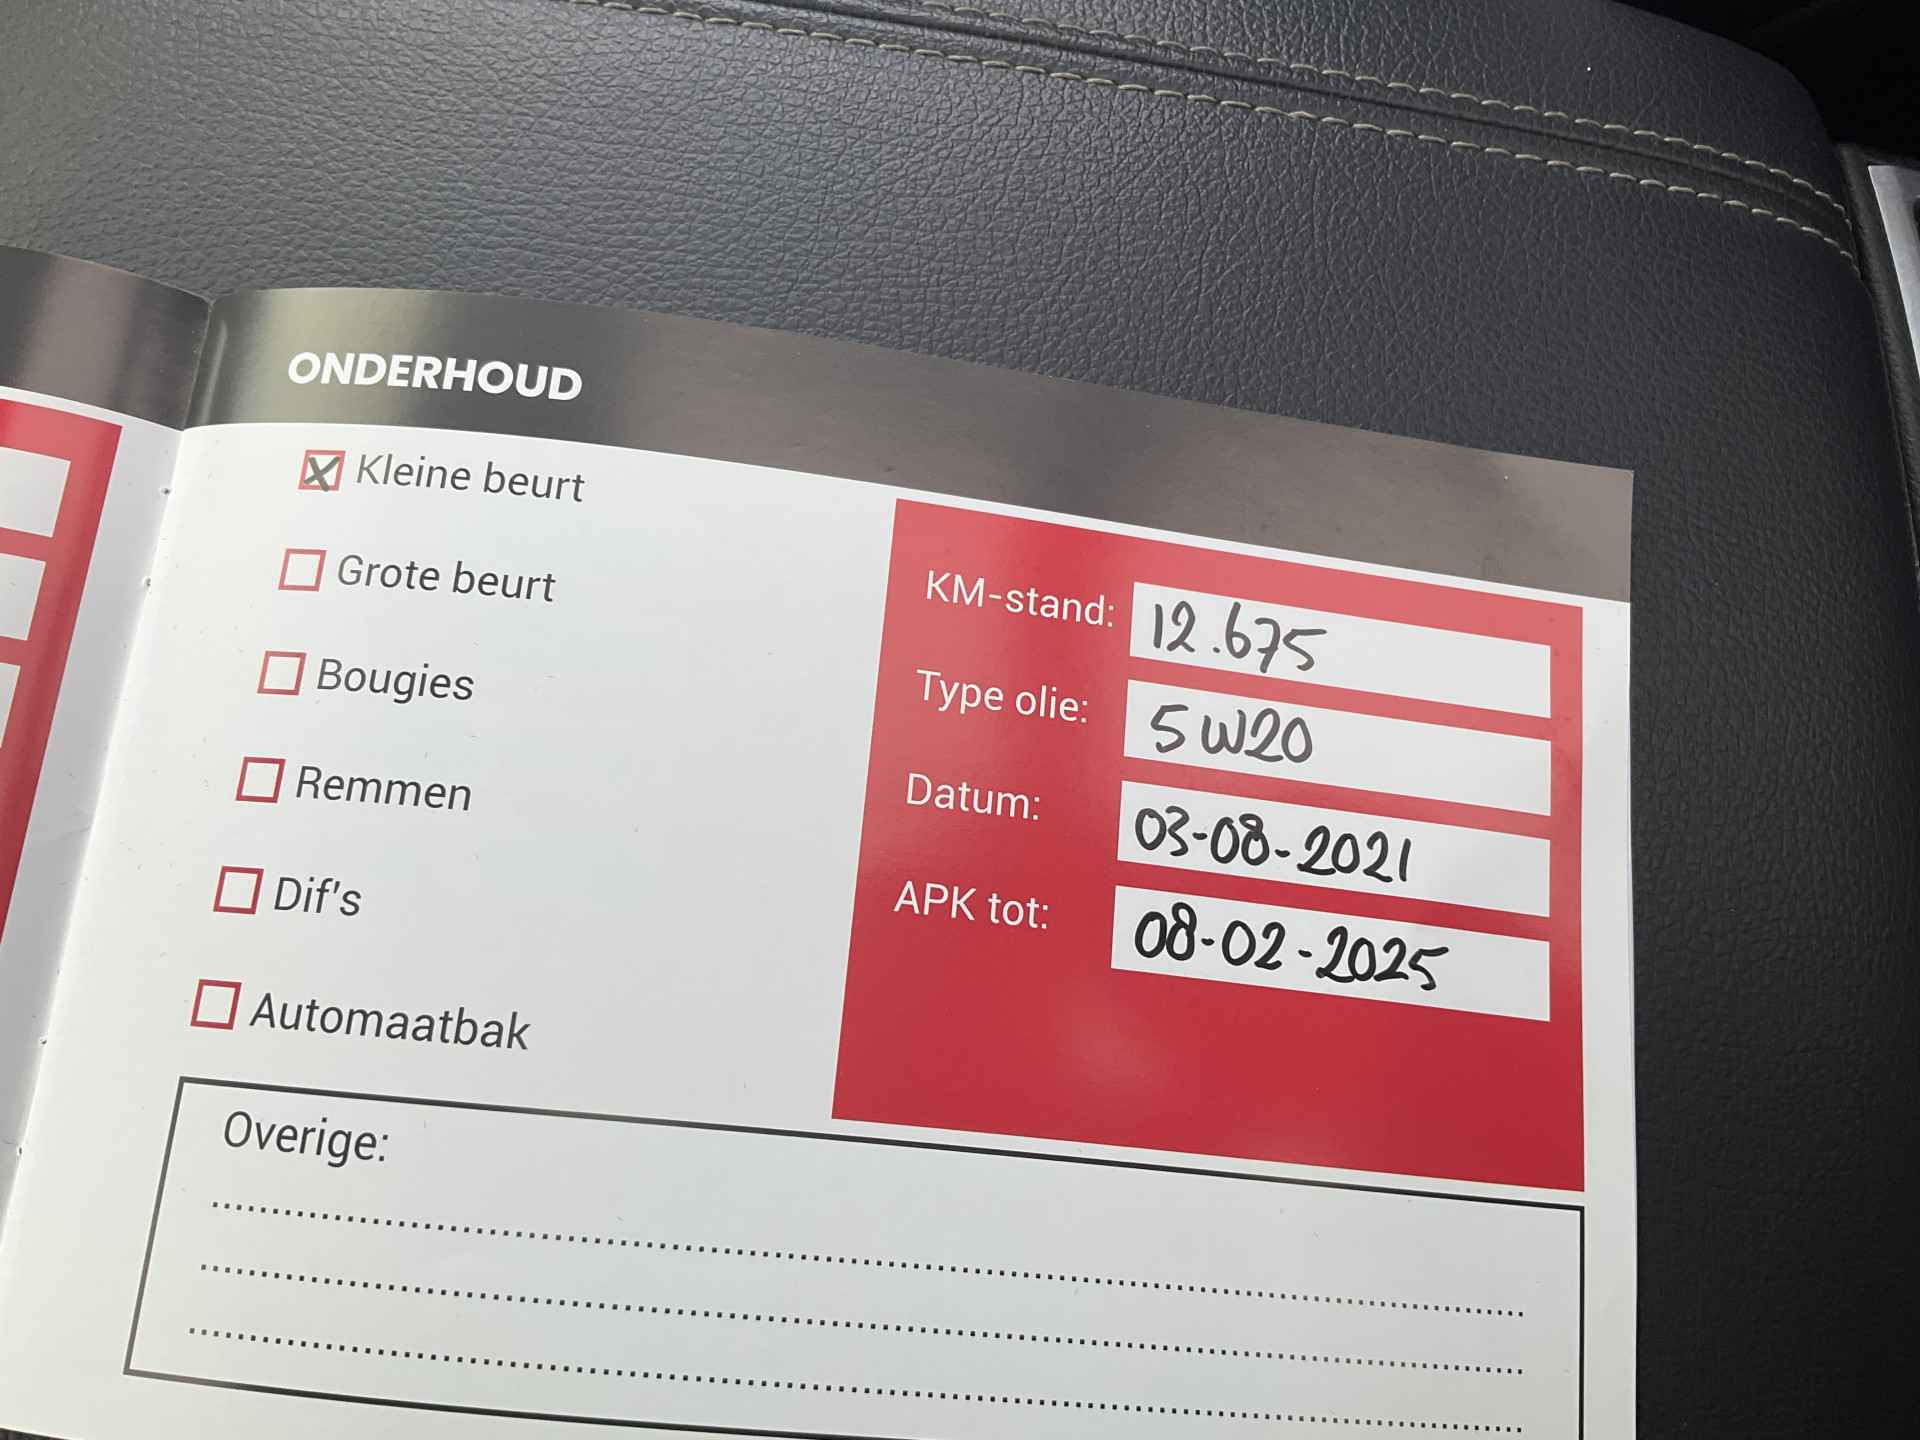 ONDERHOUD
Kleine beurt
Grote beurt
Bougies
Remmen
Dif's
Automaatbak
KM-stand: 12.675
Type olie: 5W20
Datum: 03-08-2021
APK tot: 08-02-2025
Overige: